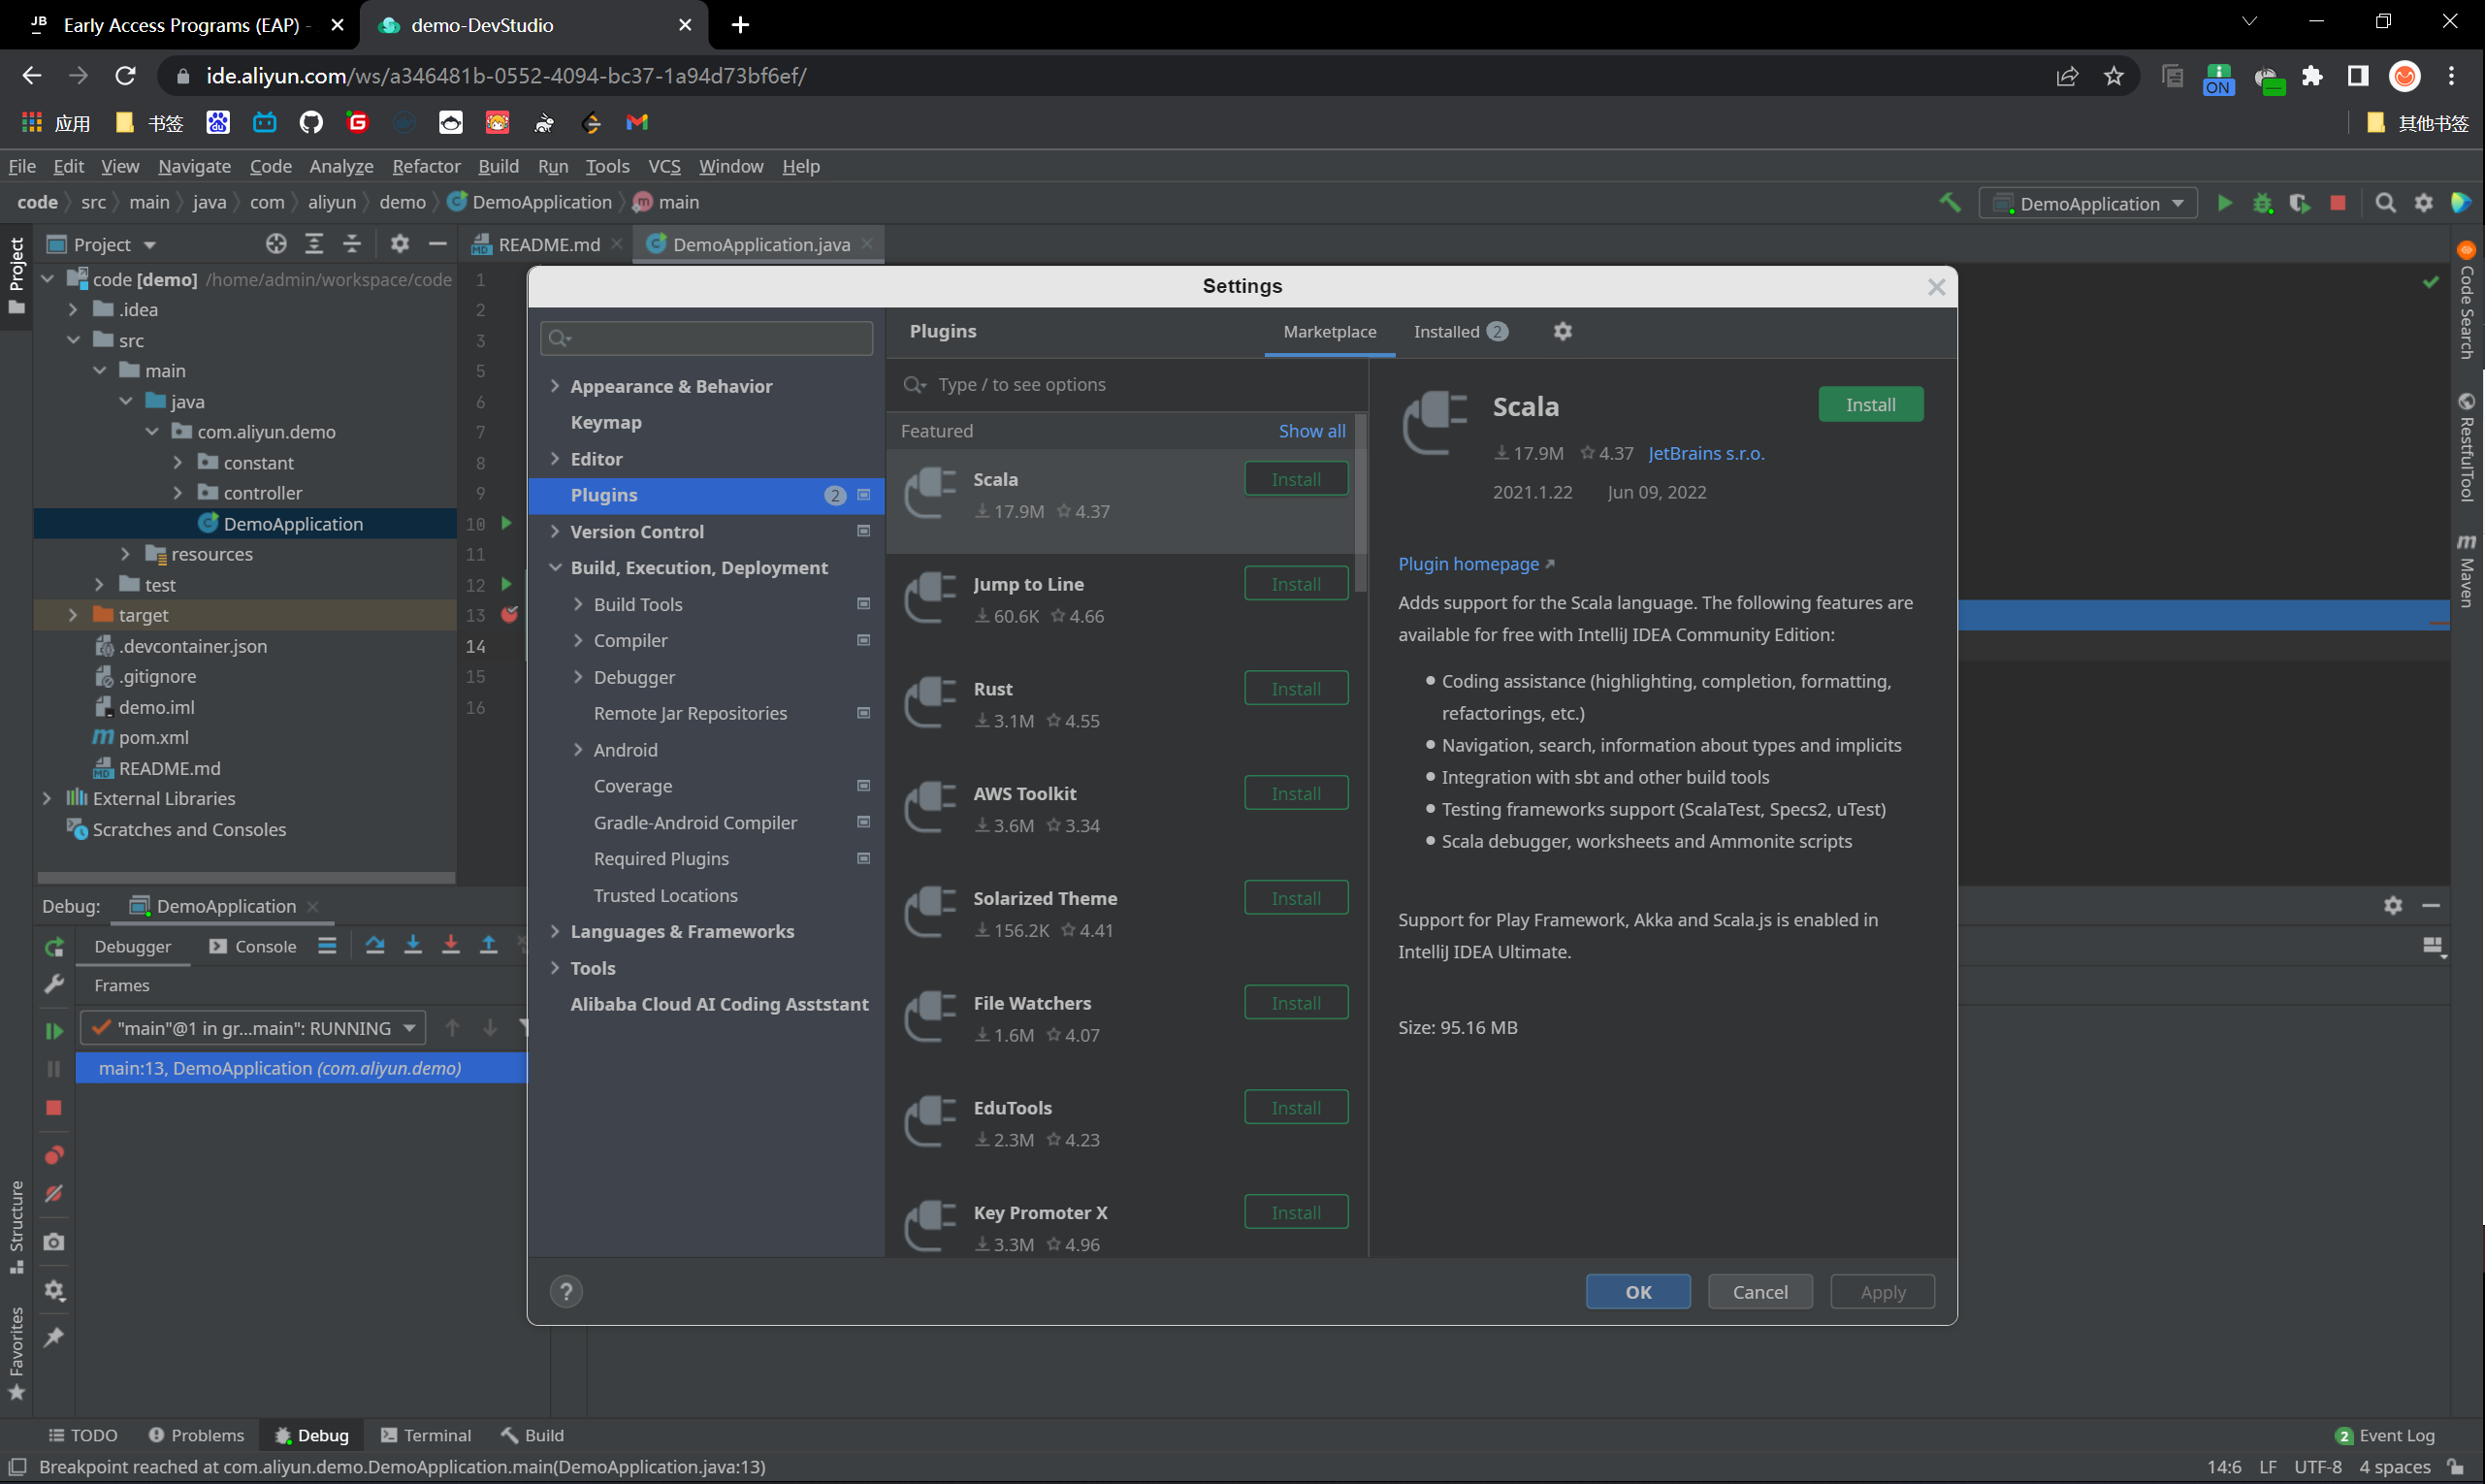 JB Early Access Programs (EAP) -
demo-DevStudio
ide.aliyun.com/ws/a346481b-0552-4094-bc37-1a94d73bf6ef/
ON
应用 书签 du G 其他书签
File Edit View Navigate Code Analyze Refactor Build Run Tools VCS Window Help
code src main java com aliyun demo DemoApplication main
DemoApplication
Project
README.md DemoApplication.java
code [demo] /home/admin/workspace/code
.idea
src
main
java
com.aliyun.demo
constant
controller
DemoApplication
resources
test
target
.devcontainer.json
.gitignore
demo.iml
pom.xml
README.md
External Libraries
Scratches and Consoles
1
2
3
5
6
7
8
9
10
11
12
13
14
15
16
Project
Structure
Favorites
Code Search
RestfulTool
Maven
Settings
Appearance & Behavior
Keymap
Editor
Plugins 2
Version Control
Build, Execution, Deployment
Build Tools
Compiler
Debugger
Remote Jar Repositories
Android
Coverage
Gradle-Android Compiler
Required Plugins
Trusted Locations
Languages & Frameworks
Tools
Alibaba Cloud AI Coding Asststant
Plugins Marketplace Installed 2
Type / to see options
Featured Show all
Scala Install
17.9M 4.37
Jump to Line Install
60.6K 4.66
Rust Install
3.1M 4.55
AWS Toolkit Install
3.6M 3.34
Solarized Theme Install
156.2K 4.41
File Watchers Install
1.6M 4.07
EduTools Install
2.3M 4.23
Key Promoter X Install
3.3M 4.96
Scala Install
17.9M 4.37 JetBrains s.r.o.
2021.1.22 Jun 09, 2022
Plugin homepage
Adds support for the Scala language. The following features are
available for free with IntelliJ IDEA Community Edition:
Coding assistance (highlighting, completion, formatting,
refactorings, etc.)
Navigation, search, information about types and implicits
Integration with sbt and other build tools
Testing frameworks support (ScalaTest, Specs2, uTest)
Scala debugger, worksheets and Ammonite scripts
Support for Play Framework, Akka and Scala.js is enabled in
IntelliJ IDEA Ultimate.
Size: 95.16 MB
? OK Cancel Apply
Debug: DemoApplication
Debugger Console
Frames
"main"@1 in gr...main": RUNNING
main:13, DemoApplication (com.aliyun.demo)
TODO Problems Debug Terminal Build 2 Event Log
Breakpoint reached at com.aliyun.demo.DemoApplication.main(DemoApplication.java:13) 14:6 LF UTF-8 4 spaces